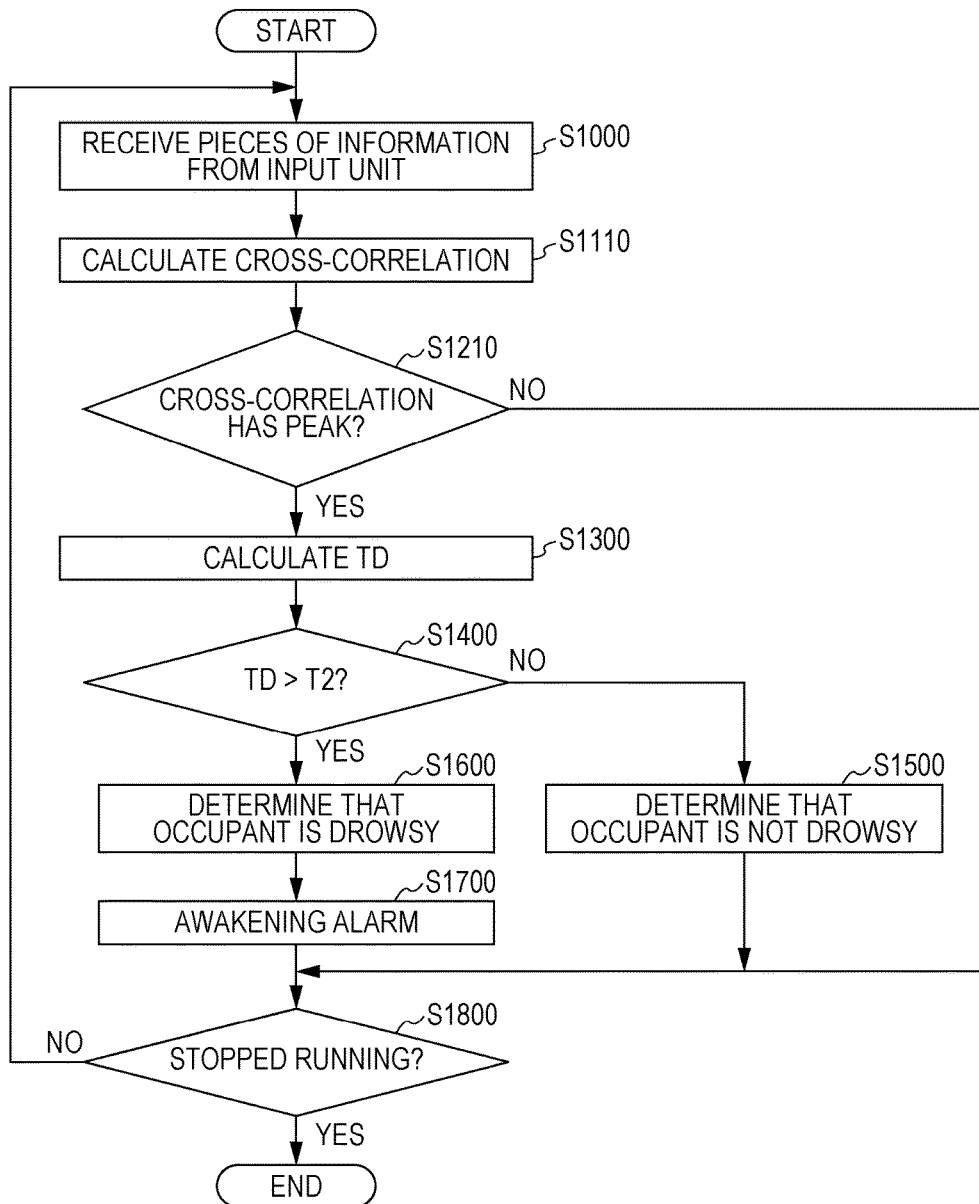 START
RECEIVE PIECES OF INFORMATION
FROM INPUT UNIT
S1000
CALCULATE CROSS-CORRELATION
S1110
S1210
CROSS-CORRELATION
HAS PEAK?
NO
YES
CALCULATE TD
S1300
S1400
TD > T2?
NO
YES
S1600
DETERMINE THAT
OCCUPANT IS DROWSY
S1500
DETERMINE THAT
OCCUPANT IS NOT DROWSY
S1700
AWAKENING ALARM
S1800
STOPPED RUNNING?
NO
YES
END